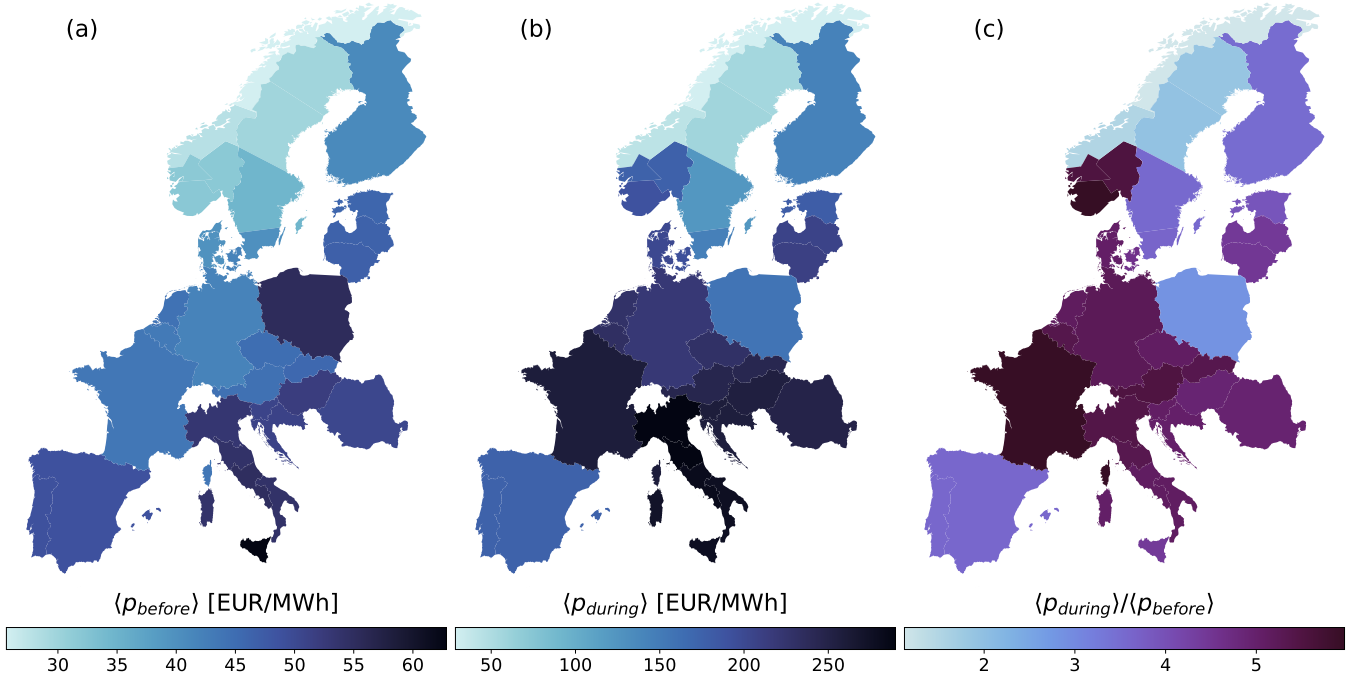 (a) (b) (c)
⟨p_before⟩ [EUR/MWh] ⟨p_during⟩ [EUR/MWh] ⟨p_during⟩/⟨p_before⟩
30 35 40 45 50 55 60 50 100 150 200 250 2 3 4 5